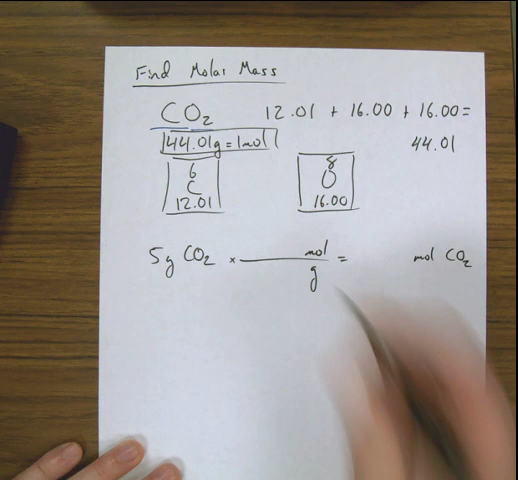 Find Molar Mass
CO₂ 12.01 + 16.00 + 16.00 =
44.01g = 1mol 44.01
6 8
C O
12.01 16.00
5g CO₂ × mol = mol CO₂
g